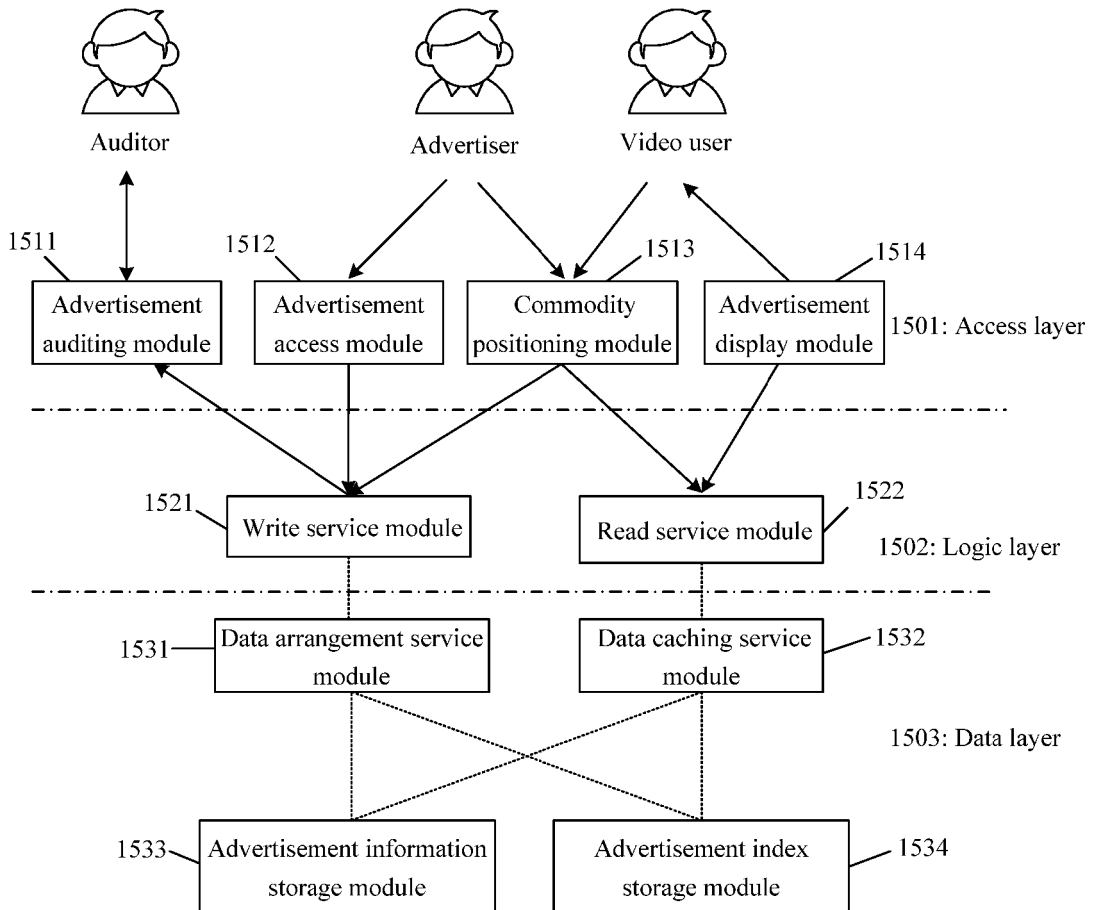 Auditor
Advertiser
Video user
1511
1512
1513
1514
Advertisement
auditing module
Advertisement
access module
Commodity
positioning module
Advertisement
display module
1501: Access layer
1521
Write service module
Read service module
1522
1502: Logic layer
1531
Data arrangement service
module
Data caching service
module
1532
1503: Data layer
1533
Advertisement information
storage module
Advertisement index
storage module
1534